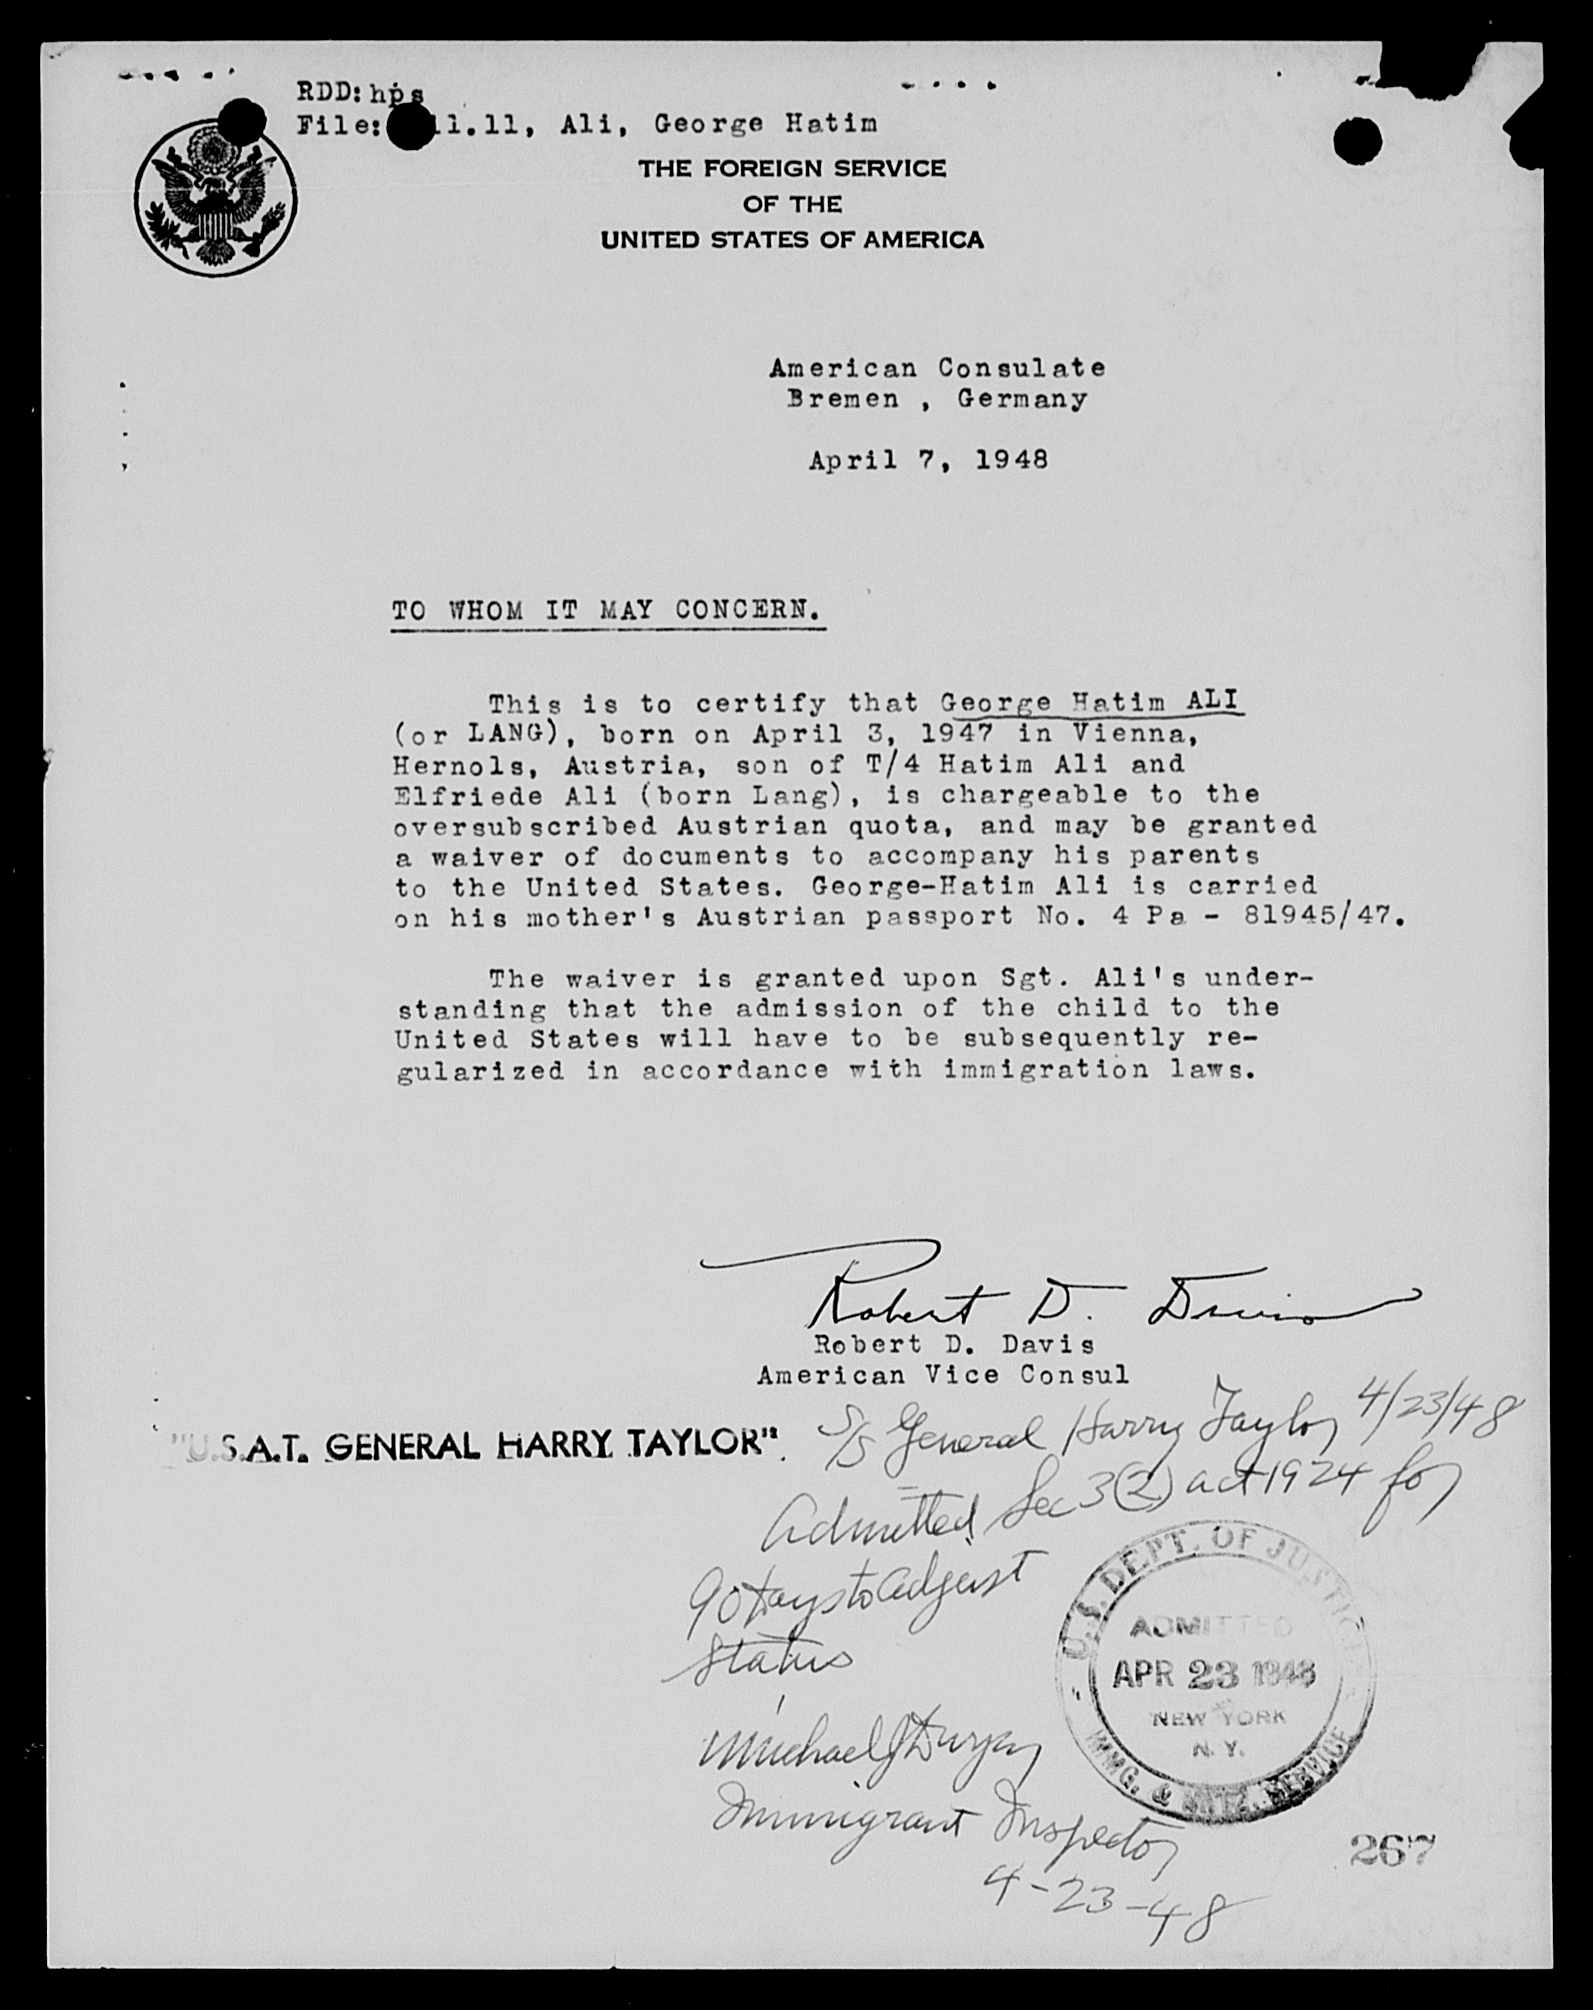 RDD:hps
File: 11.11, Ali, George Hatim
THE FOREIGN SERVICE
OF THE
UNITED STATES OF AMERICA
American Consulate
Bremen , Germany
April 7, 1948
TO WHOM IT MAY CONCERN.
This is to certify that George Hatim ALI
(or LANG), born on April 3, 1947 in Vienna,
Hernols, Austria, son of T/4 Hatim Ali and
Elfriede Ali (born Lang), is chargeable to the
oversubscribed Austrian quota, and may be granted
a waiver of documents to accompany his parents
to the United States. George-Hatim Ali is carried
on his mother's Austrian passport No. 4 Pa - 81945/47.
The waiver is granted upon Sgt. Ali's under-
standing that the admission of the child to the
United States will have to be subsequently re-
gularized in accordance with immigration laws.
Robert D. Davis
Robert D. Davis
American Vice Consul
"U.S.A.T. GENERAL HARRY TAYLOR".
S/S General Harry Taylor 4/23/48
Admitted Sec 3(2) act 1924 for
90 days to adjust
Status
Michael J
Immigrant Inspector
4-23-48
U.S. DEPT. OF JUSTICE
ADMITTED
APR 23 1948
NEW YORK
N. Y.
IMMG. & NATZ. SERVICE
267